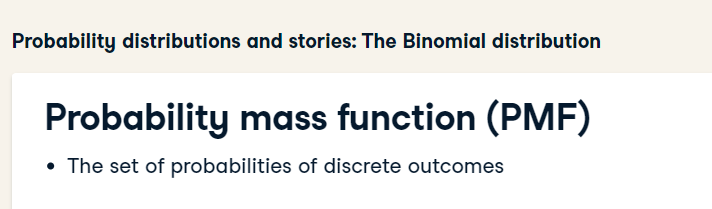 Probability distributions and stories: The Binomial distribution
Probability mass function (PMF)
• The set of probabilities of discrete outcomes